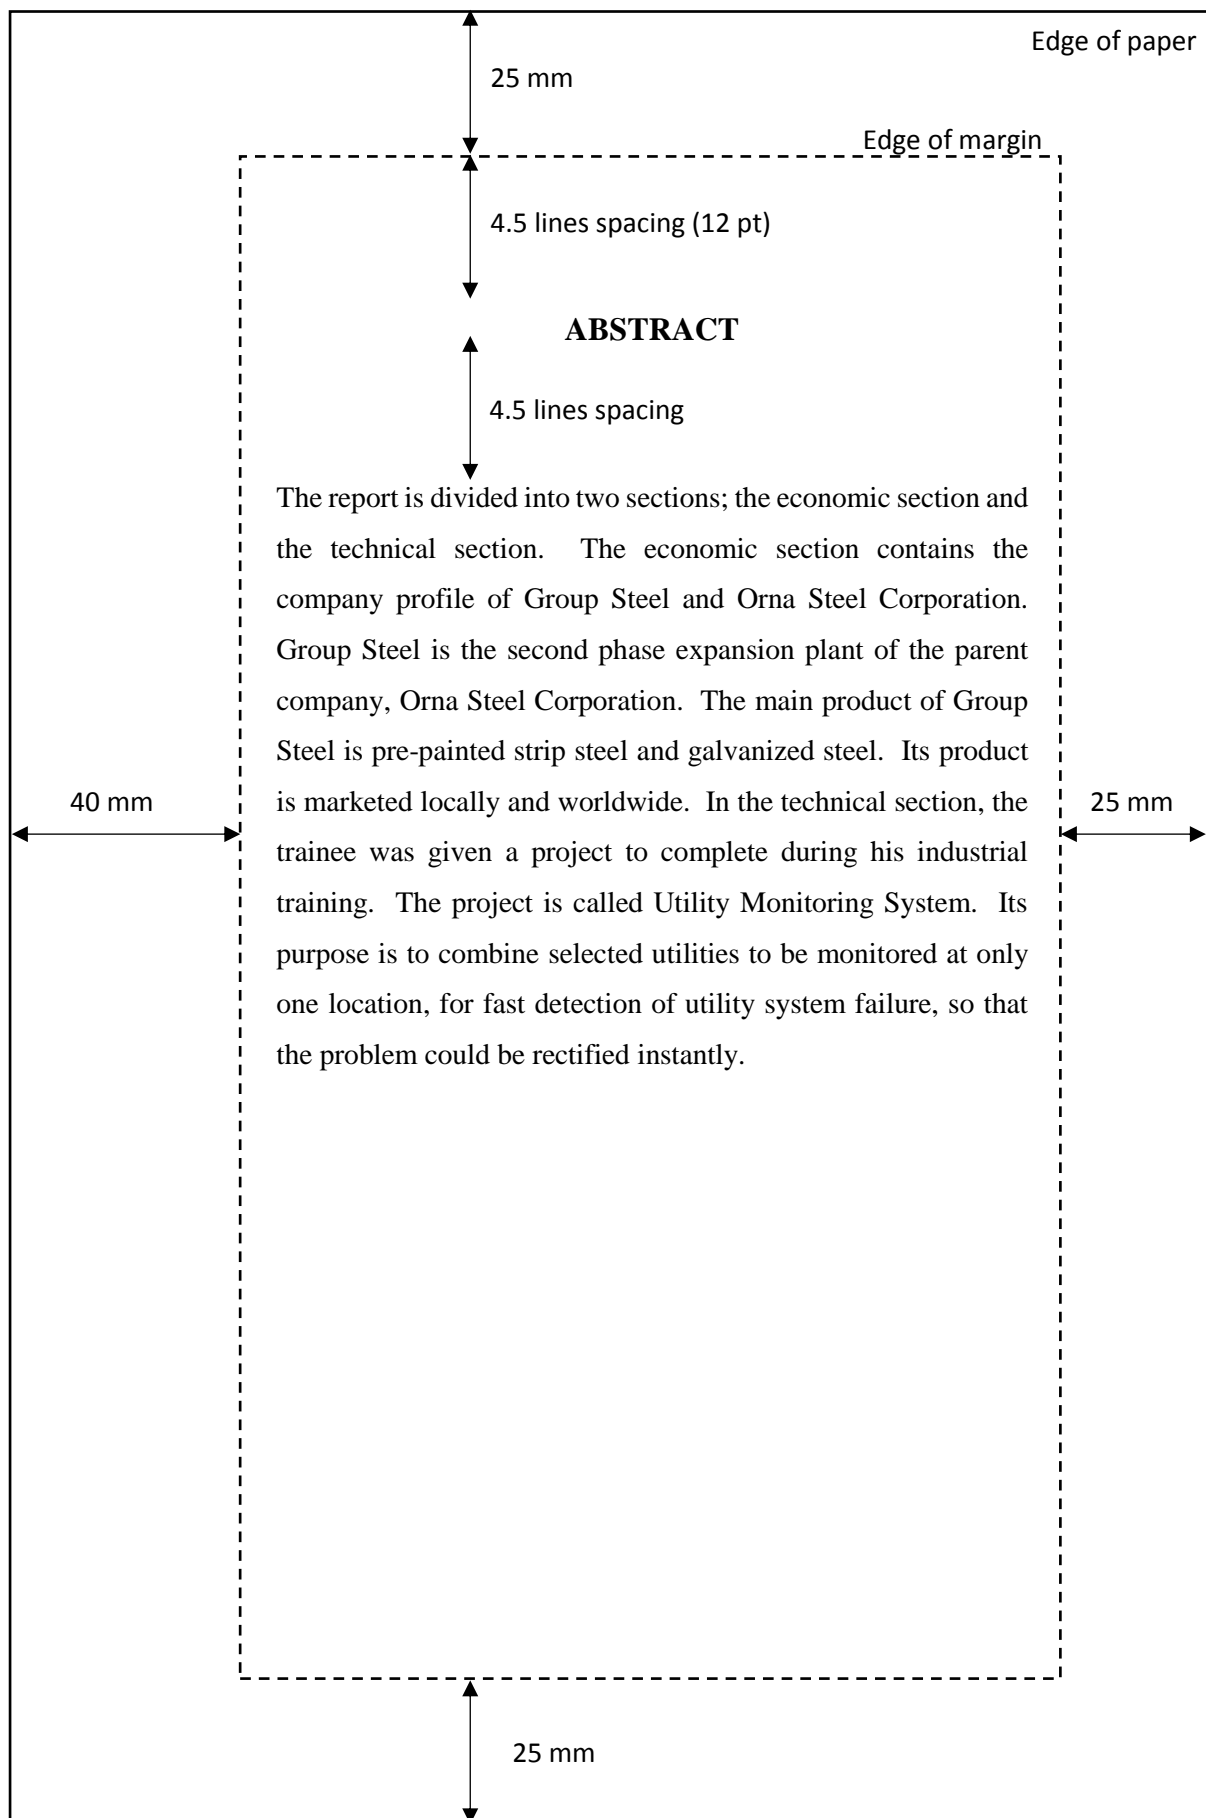 Edge of paper
25 mm
Edge of margin
4.5 lines spacing (12 pt)
ABSTRACT
4.5 lines spacing
The report is divided into two sections; the economic section and
the technical section.  The economic section contains the
company profile of Group Steel and Orna Steel Corporation.
Group Steel is the second phase expansion plant of the parent
company, Orna Steel Corporation.  The main product of Group
Steel is pre-painted strip steel and galvanized steel.  Its product
is marketed locally and worldwide.  In the technical section, the
40 mm
25 mm
trainee was given a project to complete during his industrial
training.  The project is called Utility Monitoring System.  Its
purpose is to combine selected utilities to be monitored at only
one location, for fast detection of utility system failure, so that
the problem could be rectified instantly.
25 mm